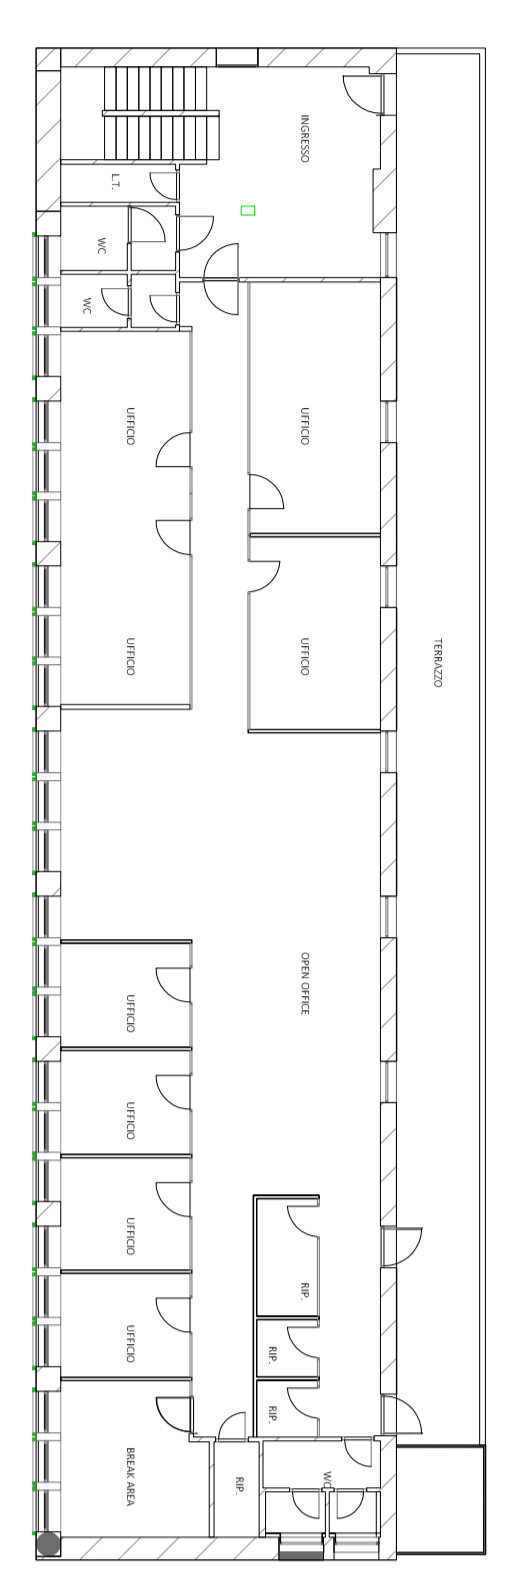 INGRESSO
L.T.
WC
WC
UFFICIO
UFFICIO
UFFICIO
UFFICIO
TERRAZZO
OPEN OFFICE
UFFICIO
UFFICIO
UFFICIO
RIP.
UFFICIO
RIP.
RIP.
BREAK AREA
RIP.
WC